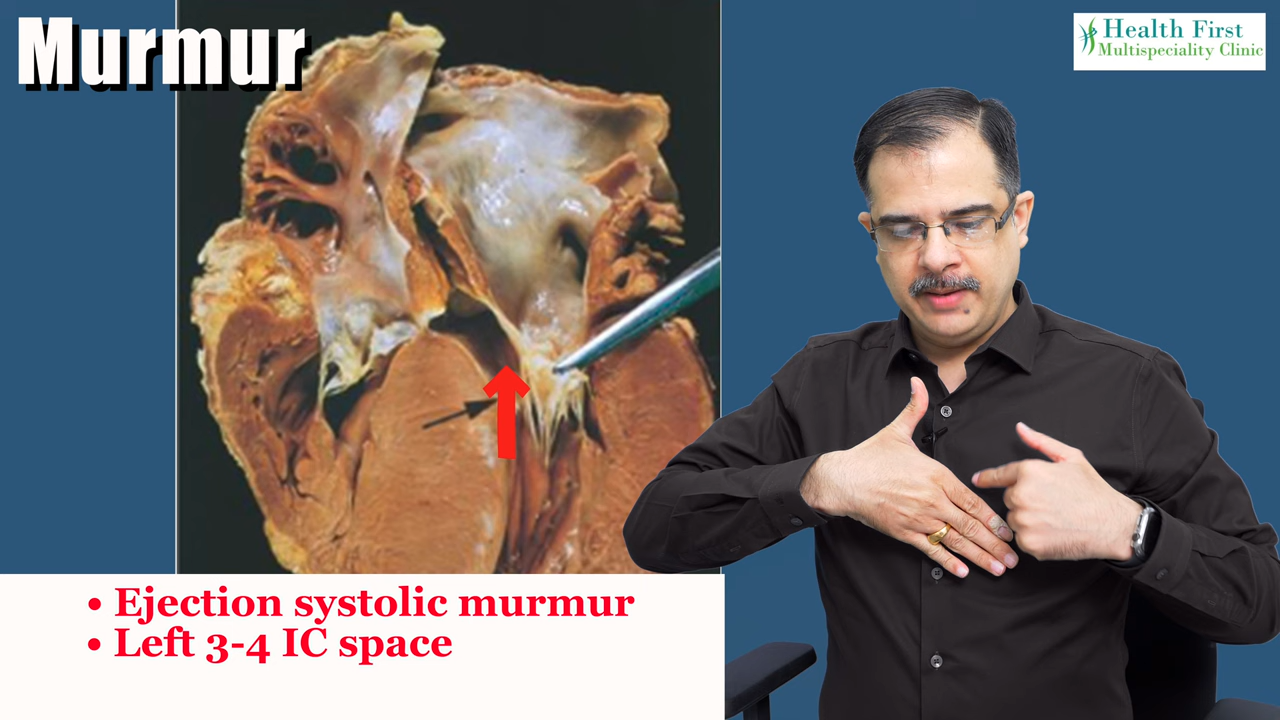 Murmur
Health First
Multispeciality Clinic
• Ejection systolic murmur
• Left 3-4 IC space